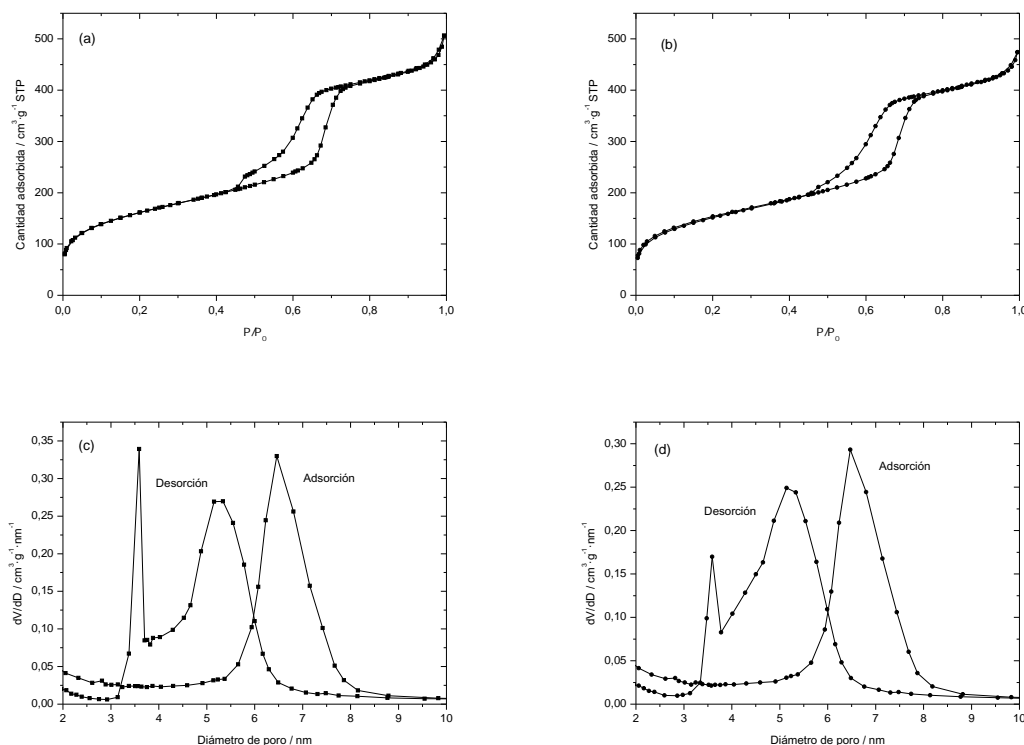 (a)
500
400
300
200
100
0
Cantidad adsorbida / cm³ g⁻¹ STP
0,0 0,2 0,4 0,6 0,8 1,0
P/P₀
(b)
500
400
300
200
100
0
Cantidad adsorbida / cm³ g⁻¹ STP
0,0 0,2 0,4 0,6 0,8 1,0
P/P₀
(c)
0,35
0,30
0,25
0,20
0,15
0,10
0,05
0,00
dV/dD / cm³·g⁻¹·nm⁻¹
Desorción
Adsorción
2 3 4 5 6 7 8 9 10
Diámetro de poro / nm
(d)
0,30
0,25
0,20
0,15
0,10
0,05
0,00
dV/dD / cm³·g⁻¹·nm⁻¹
Adsorción
Desorción
2 3 4 5 6 7 8 9 10
Diámetro de poro / nm